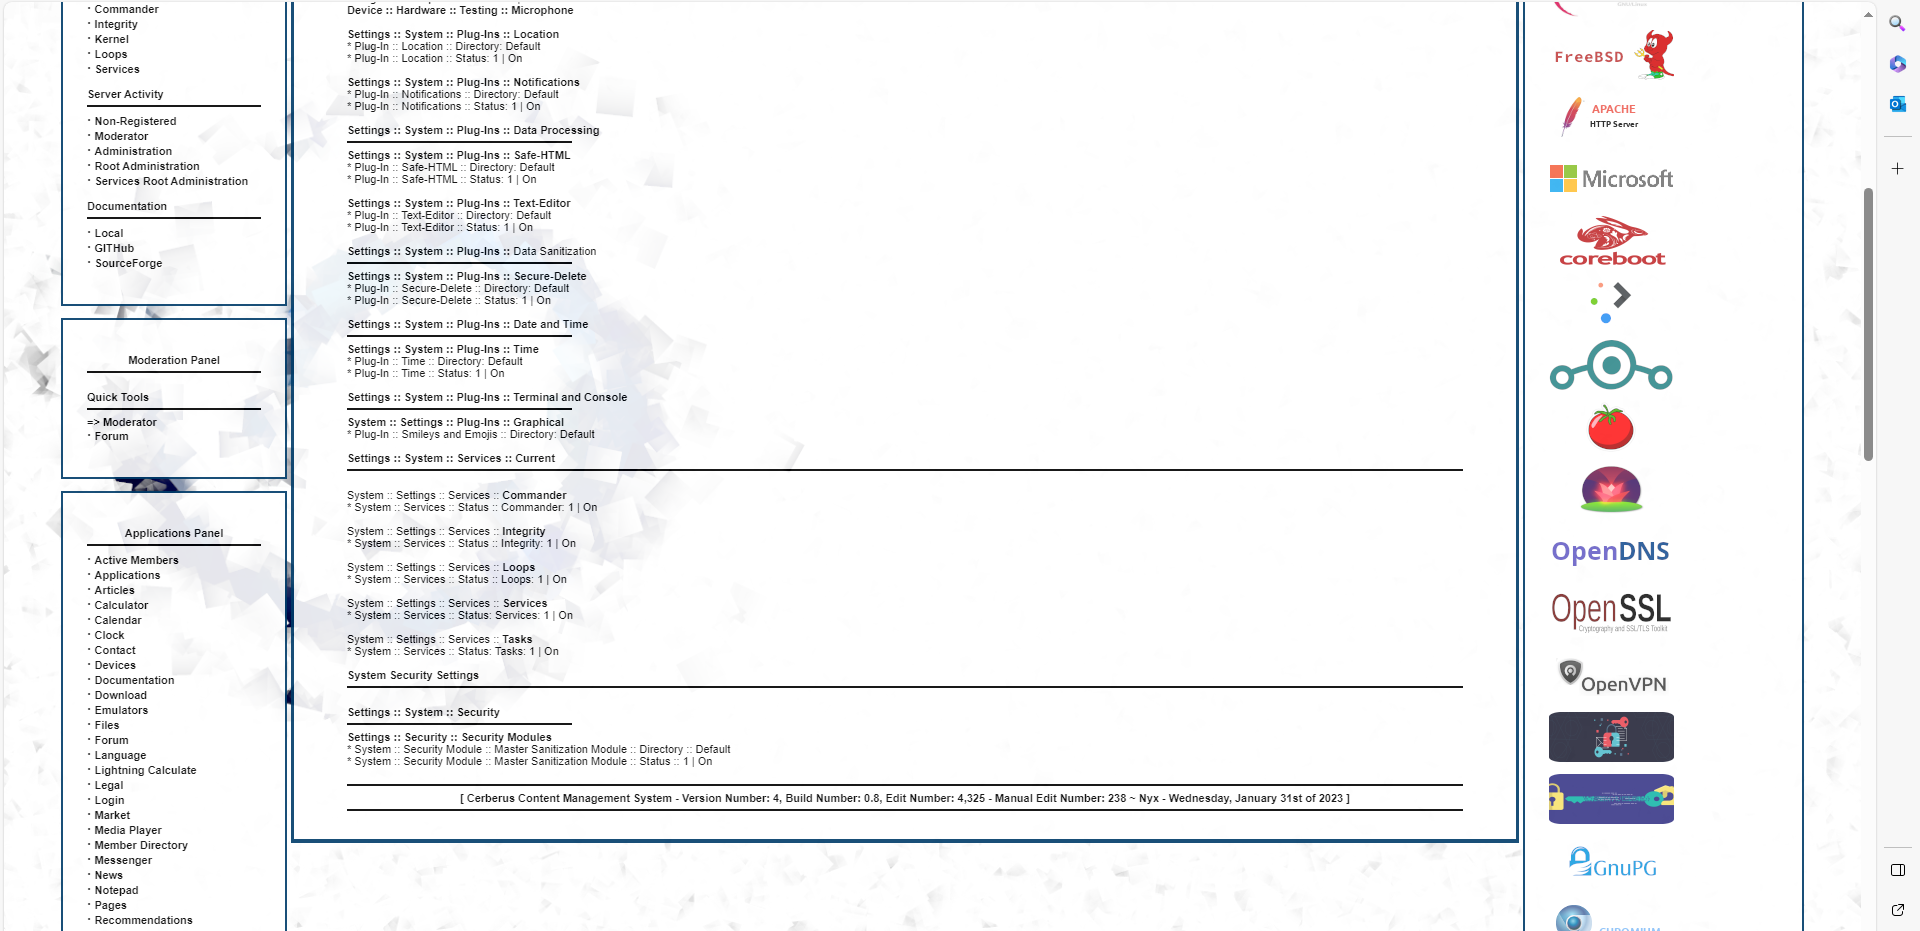 · Commander
· Integrity
· Kernel
· Loops
· Services
Server Activity
· Non-Registered
· Moderator
· Administration
· Root Administration
· Services Root Administration
Documentation
· Local
· GITHub
· SourceForge
Moderation Panel
Quick Tools
=> Moderator
· Forum
Applications Panel
· Active Members
· Applications
· Articles
· Calculator
· Calendar
· Clock
· Contact
· Devices
· Documentation
· Download
· Emulators
· Files
· Forum
· Language
· Lightning Calculate
· Legal
· Login
· Market
· Media Player
· Member Directory
· Messenger
· News
· Notepad
· Pages
· Recommendations
Device :: Hardware :: Testing :: Microphone
Settings :: System :: Plug-Ins :: Location
* Plug-In :: Location :: Directory: Default
* Plug-In :: Location :: Status: 1 | On
Settings :: System :: Plug-Ins :: Notifications
* Plug-In :: Notifications :: Directory: Default
* Plug-In :: Notifications :: Status: 1 | On
Settings :: System :: Plug-Ins :: Data Processing
Settings :: System :: Plug-Ins :: Safe-HTML
* Plug-In :: Safe-HTML :: Directory: Default
* Plug-In :: Safe-HTML :: Status: 1 | On
Settings :: System :: Plug-Ins :: Text-Editor
* Plug-In :: Text-Editor :: Directory: Default
* Plug-In :: Text-Editor :: Status: 1 | On
Settings :: System :: Plug-Ins :: Data Sanitization
Settings :: System :: Plug-Ins :: Secure-Delete
* Plug-In :: Secure-Delete :: Directory: Default
* Plug-In :: Secure-Delete :: Status: 1 | On
Settings :: System :: Plug-Ins :: Date and Time
Settings :: System :: Plug-Ins :: Time
* Plug-In :: Time :: Directory: Default
* Plug-In :: Time :: Status: 1 | On
Settings :: System :: Plug-Ins :: Terminal and Console
System :: Settings :: Plug-Ins :: Graphical
* Plug-In :: Smileys and Emojis :: Directory: Default
Settings :: System :: Services :: Current
System :: Settings :: Services :: Commander
* System :: Services :: Status :: Commander: 1 | On
System :: Settings :: Services :: Integrity
* System :: Services :: Status :: Integrity: 1 | On
System :: Settings :: Services :: Loops
* System :: Services :: Status :: Loops: 1 | On
System :: Settings :: Services :: Services
* System :: Services :: Status: Services: 1 | On
System :: Settings :: Services :: Tasks
* System :: Services :: Status: Tasks: 1 | On
System Security Settings
Settings :: System :: Security
Settings :: Security :: Security Modules
* System :: Security Module :: Master Sanitization Module :: Directory :: Default
* System :: Security Module :: Master Sanitization Module :: Status :: 1 | On
[ Cerberus Content Management System - Version Number: 4, Build Number: 0.8, Edit Number: 4,325 - Manual Edit Number: 238 ~ Nyx - Wednesday, January 31st of 2023 ]
FreeBSD
APACHE
HTTP Server
Microsoft
coreboot
OpenDNS
OpenSSL
Cryptography and SSL/TLS Toolkit
OpenVPN
GnuPG
CHROMIUM